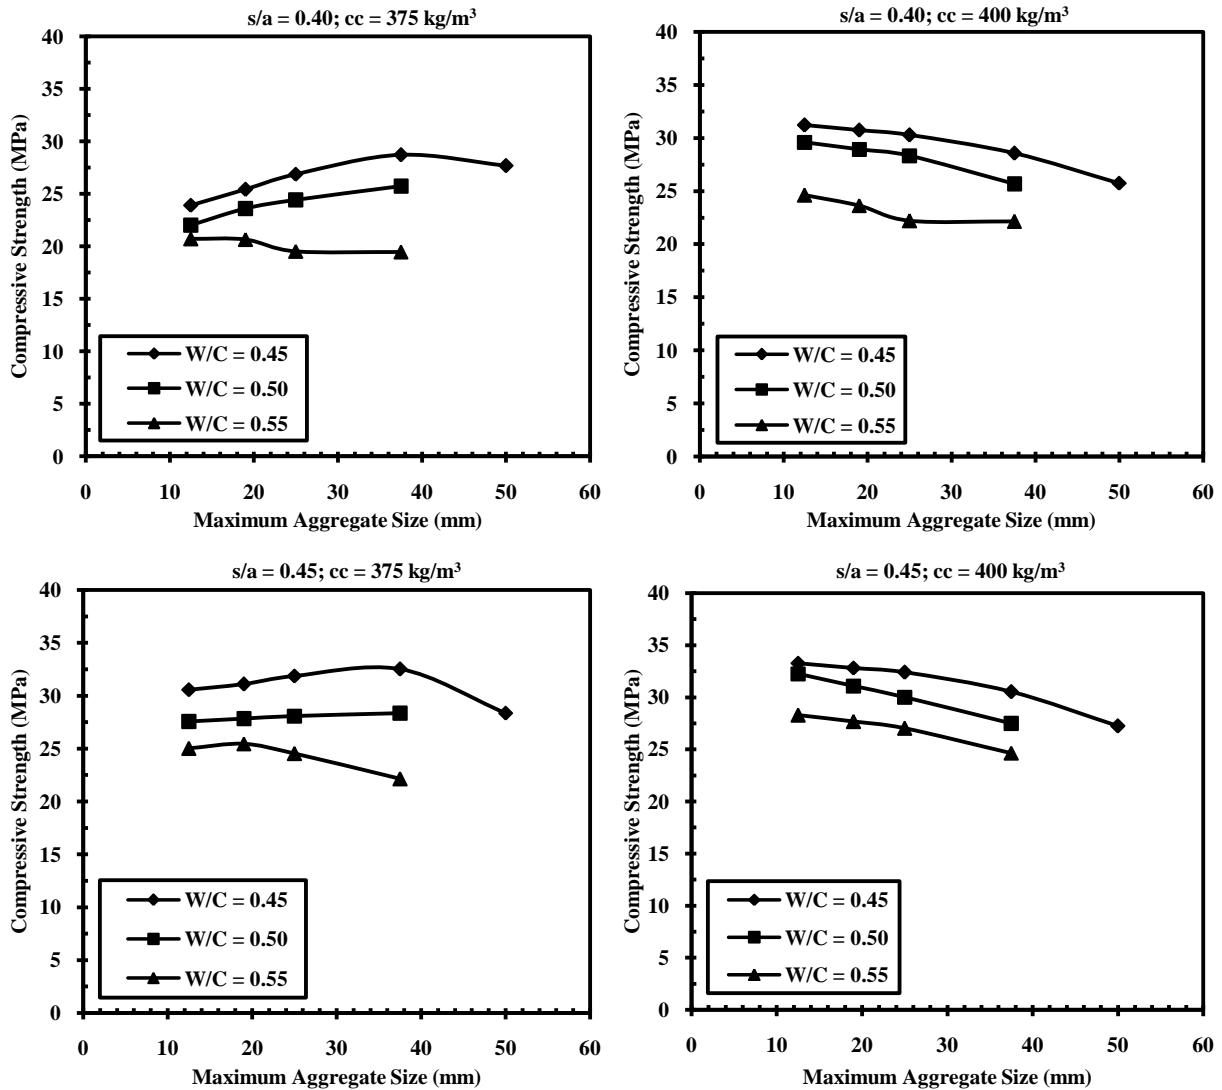 s/a = 0.40; cc = 375 kg/m³
Compressive Strength (MPa)
40
35
30
25
20
15
10
5
0
W/C = 0.45
W/C = 0.50
W/C = 0.55
0 10 20 30 40 50 60
Maximum Aggregate Size (mm)
s/a = 0.40; cc = 400 kg/m³
Compressive Strength (MPa)
40
35
30
25
20
15
10
5
0
W/C = 0.45
W/C = 0.50
W/C = 0.55
0 10 20 30 40 50 60
Maximum Aggregate Size (mm)
s/a = 0.45; cc = 375 kg/m³
Compressive Strength (MPa)
40
35
30
25
20
15
10
5
0
W/C = 0.45
W/C = 0.50
W/C = 0.55
0 10 20 30 40 50 60
Maximum Aggregate Size (mm)
s/a = 0.45; cc = 400 kg/m³
Compressive Strength (MPa)
40
35
30
25
20
15
10
5
0
W/C = 0.45
W/C = 0.50
W/C = 0.55
0 10 20 30 40 50 60
Maximum Aggregate Size (mm)